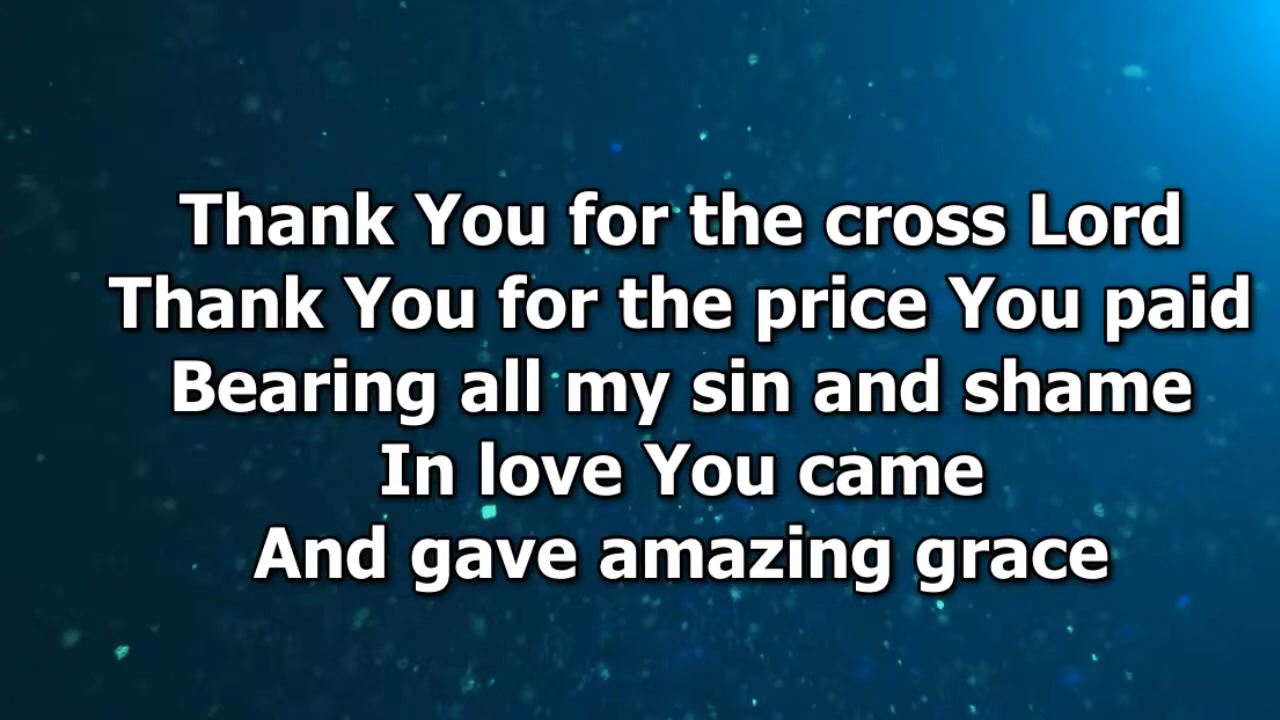 Thank You for the cross Lord
Thank You for the price You paid
Bearing all my sin and shame
In love You came
And gave amazing grace